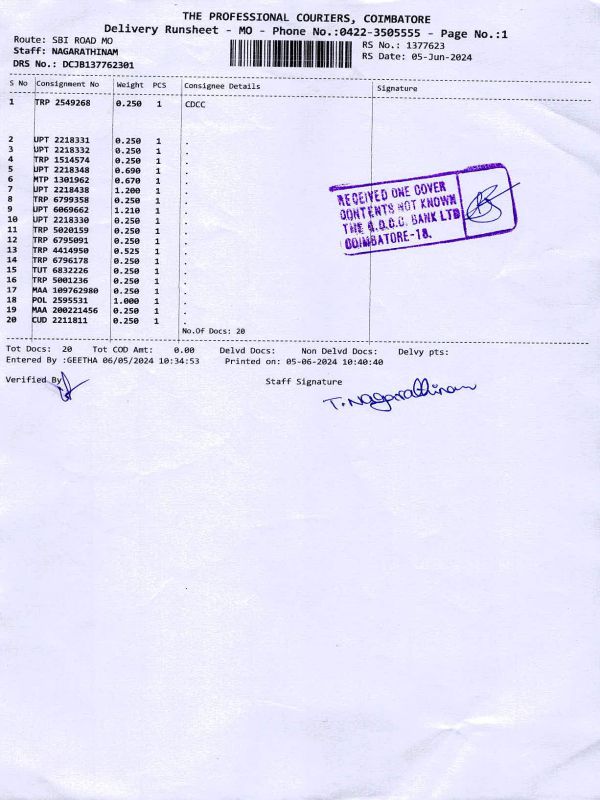 THE PROFESSIONAL COURIERS, COIMBATORE
Delivery Runsheet - MO - Phone No.:0422-3505555 - Page No.:1
Route: SBI ROAD MO
RS No.: 1377623
Staff: NAGARATHINAM
RS Date: 05-Jun-2024
DRS No.: DCJB137762301
S No Consignment No Weight PCS Consignee Details Signature
1 TRP 2549268 0.250 1 CDCC
2 UPT 2218331 0.250 1 .
3 UPT 2218332 0.250 1 .
4 TRP 1514574 0.250 1 .
5 UPT 2218348 0.690 1 .
6 MTP 1301962 0.670 1 .
7 UPT 2218438 1.200 1 .
8 TRP 6799358 0.250 1 .
9 UPT 6069662 1.210 1 .
10 UPT 2218330 0.250 1 .
11 TRP 5020159 0.250 1 .
12 TRP 6795091 0.250 1 .
13 TRP 4414950 0.525 1 .
14 TRP 6796178 0.250 1 .
15 TUT 6832226 0.250 1 .
16 TRP 5001236 0.250 1 .
17 MAA 109762980 0.250 1 .
18 POL 2595531 1.000 1 .
19 MAA 200221456 0.250 1 .
20 CUD 2211811 0.250 1 .
No.Of Docs: 20
RECEIVED ONE COVER
CONTENTS NOT KNOWN
THE C.D.C.C. BANK LTD
COIMBATORE-18.
Tot Docs: 20 Tot COD Amt: 0.00 Delvd Docs: Non Delvd Docs: Delvy pts:
Entered By :GEETHA 06/05/2024 10:34:53 Printed on: 05-06-2024 10:40:40
Verified By
Staff Signature
T. Nagarathinam